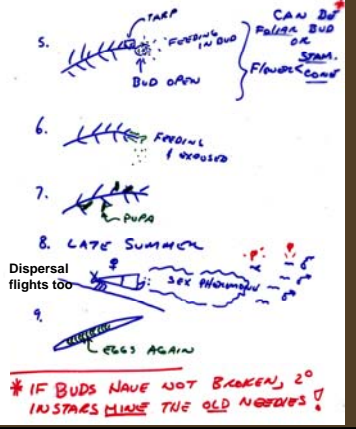 TARP
CAN BE
FOLIAR BUD
OR
STAM.
FLOWER < CONE
5.
FEEDING
IN BUD
BUD OPEN
6.
FEEDING
EXPOSED
7.
PUPA
8. LATE SUMMER
♀
"P"
Dispersal
flights too
SEX PHEROMONE
9.
EGGS AGAIN
* IF BUDS HAVE NOT BROKEN, 2°
INSTARS MINE THE OLD NEEDLES!